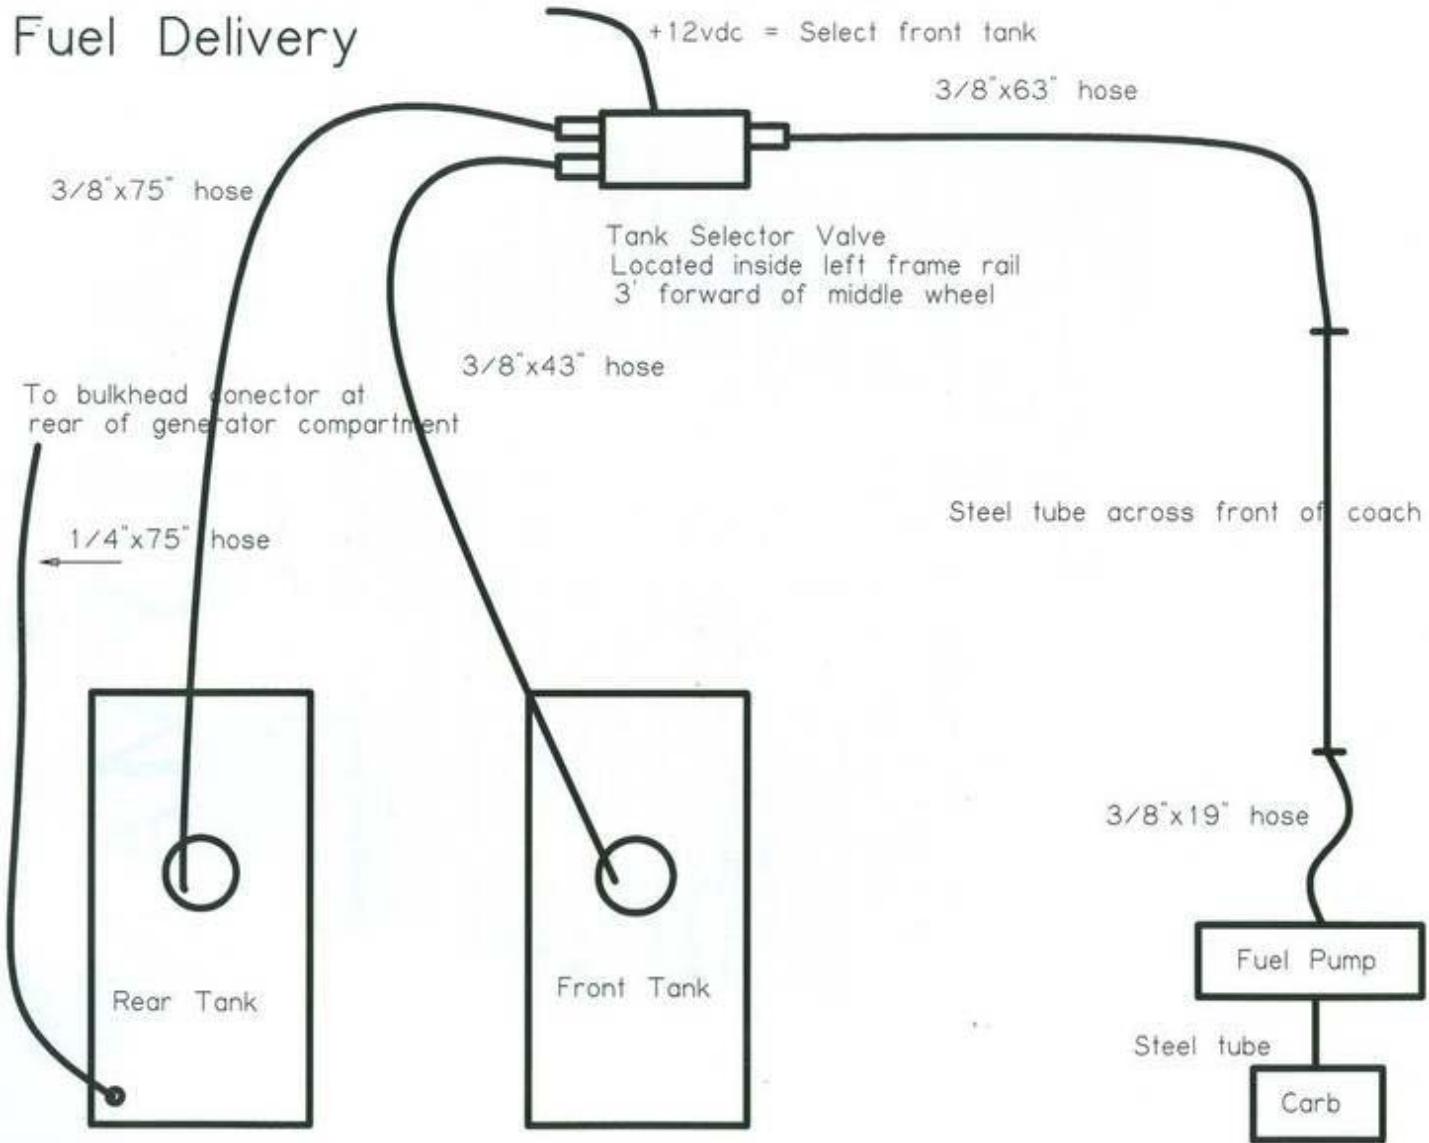 Fuel Delivery
+12vdc = Select front tank
3/8"x63" hose
3/8"x75" hose
Tank Selector Valve
Located inside left frame rail
3' forward of middle wheel
3/8"x43" hose
To bulkhead conector at
rear of generator compartment
Steel tube across front of coach
1/4"x75" hose
3/8"x19" hose
Fuel Pump
Front Tank
Rear Tank
Steel tube
Carb